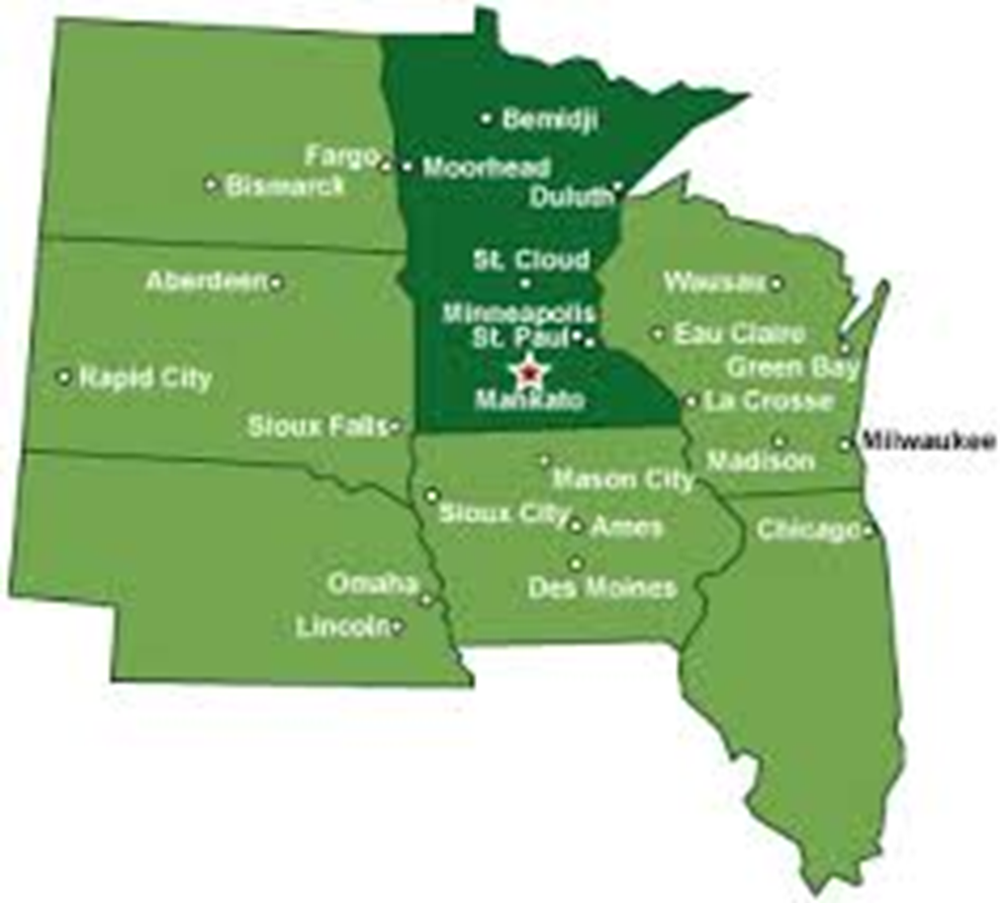 Bemidji
Fargo
Moorhead
Bismarck
Duluth
St. Cloud
Aberdeen
Wausau
Minneapolis
St. Paul
Eau Claire
Green Bay
Rapid City
Mankato
La Crosse
Sioux Falls
Milwaukee
Madison
Mason City
Sioux City
Ames
Chicago
Omaha
Des Moines
Lincoln